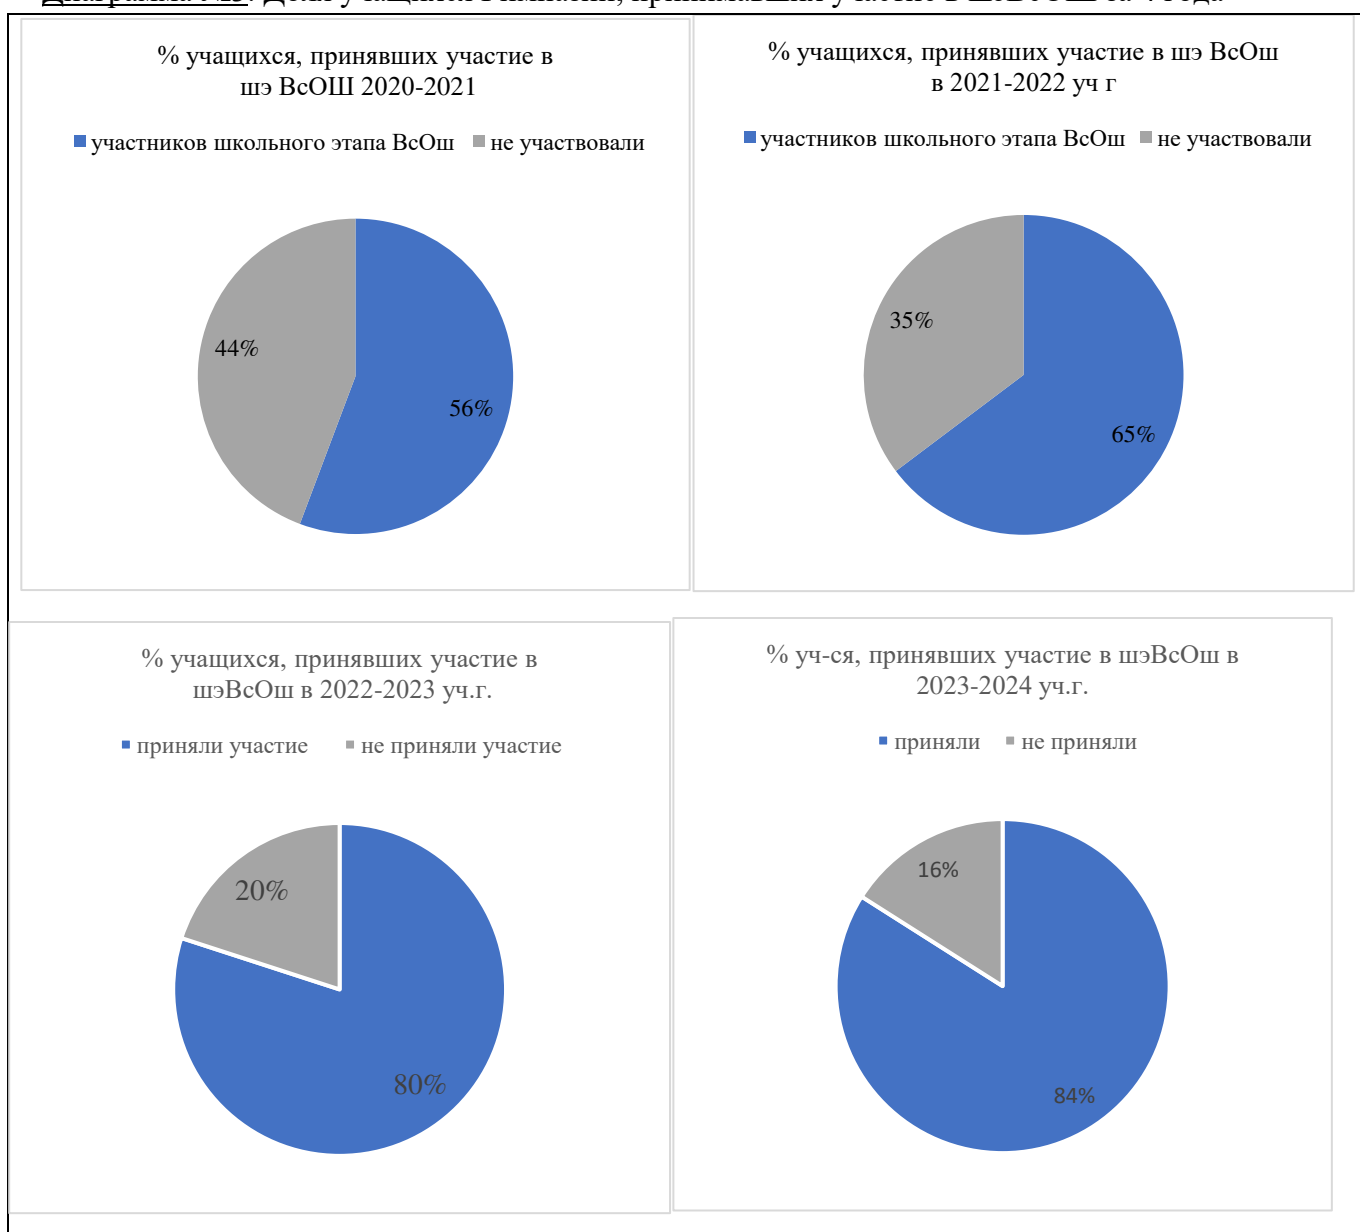 % учащихся, принявших участие в
шэ ВсОШ 2020-2021
участников школьного этапа ВсОш не участвовали
44%
56%
% учащихся, принявших участие в шэ ВсОш
в 2021-2022 уч г
участников школьного этапа ВсОш не участвовали
35%
65%
% учащихся, принявших участие в
шэВсОш в 2022-2023 уч.г.
приняли участие не приняли участие
20%
80%
% уч-ся, принявших участие в шэВсОш в
2023-2024 уч.г.
приняли не приняли
16%
84%